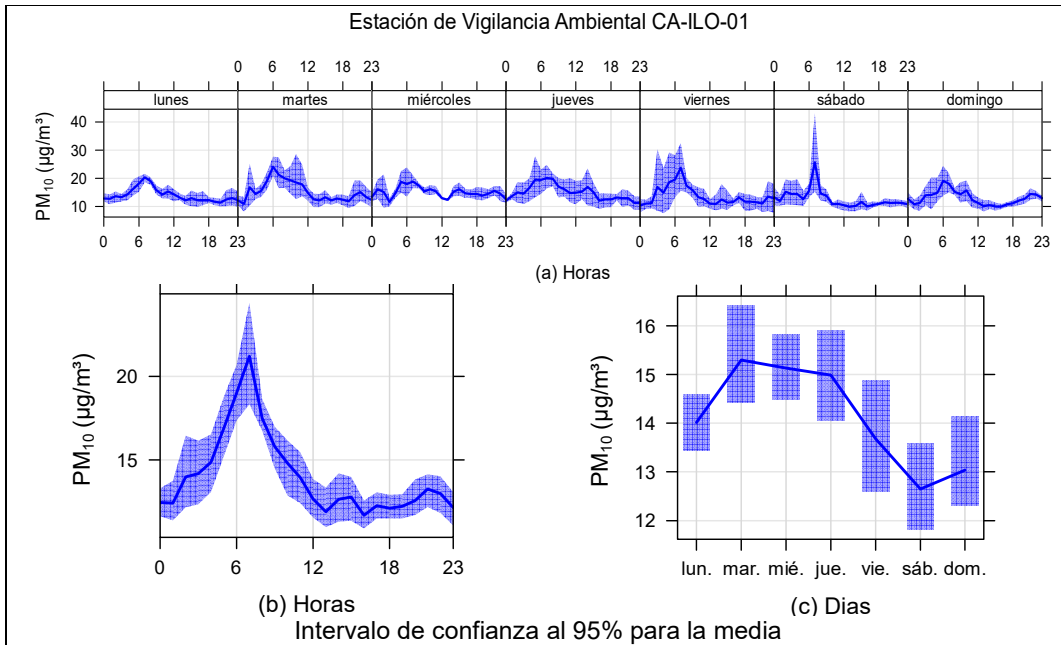 Estación de Vigilancia Ambiental CA-ILO-01
0 6 12 18 23 0 6 12 18 23 0 6 12 18 23
lunes martes miércoles jueves viernes sábado domingo
PM₁₀ (µg/m³)
40
30
20
10
0 6 12 18 23 0 6 12 18 23 0 6 12 18 23 0 6 12 18 23
(a) Horas
PM₁₀ (µg/m³)
20
15
0 6 12 18 23
(b) Horas
PM₁₀ (µg/m³)
16
15
14
13
12
lun. mar. mié. jue. vie. sáb. dom.
(c) Dias
Intervalo de confianza al 95% para la media